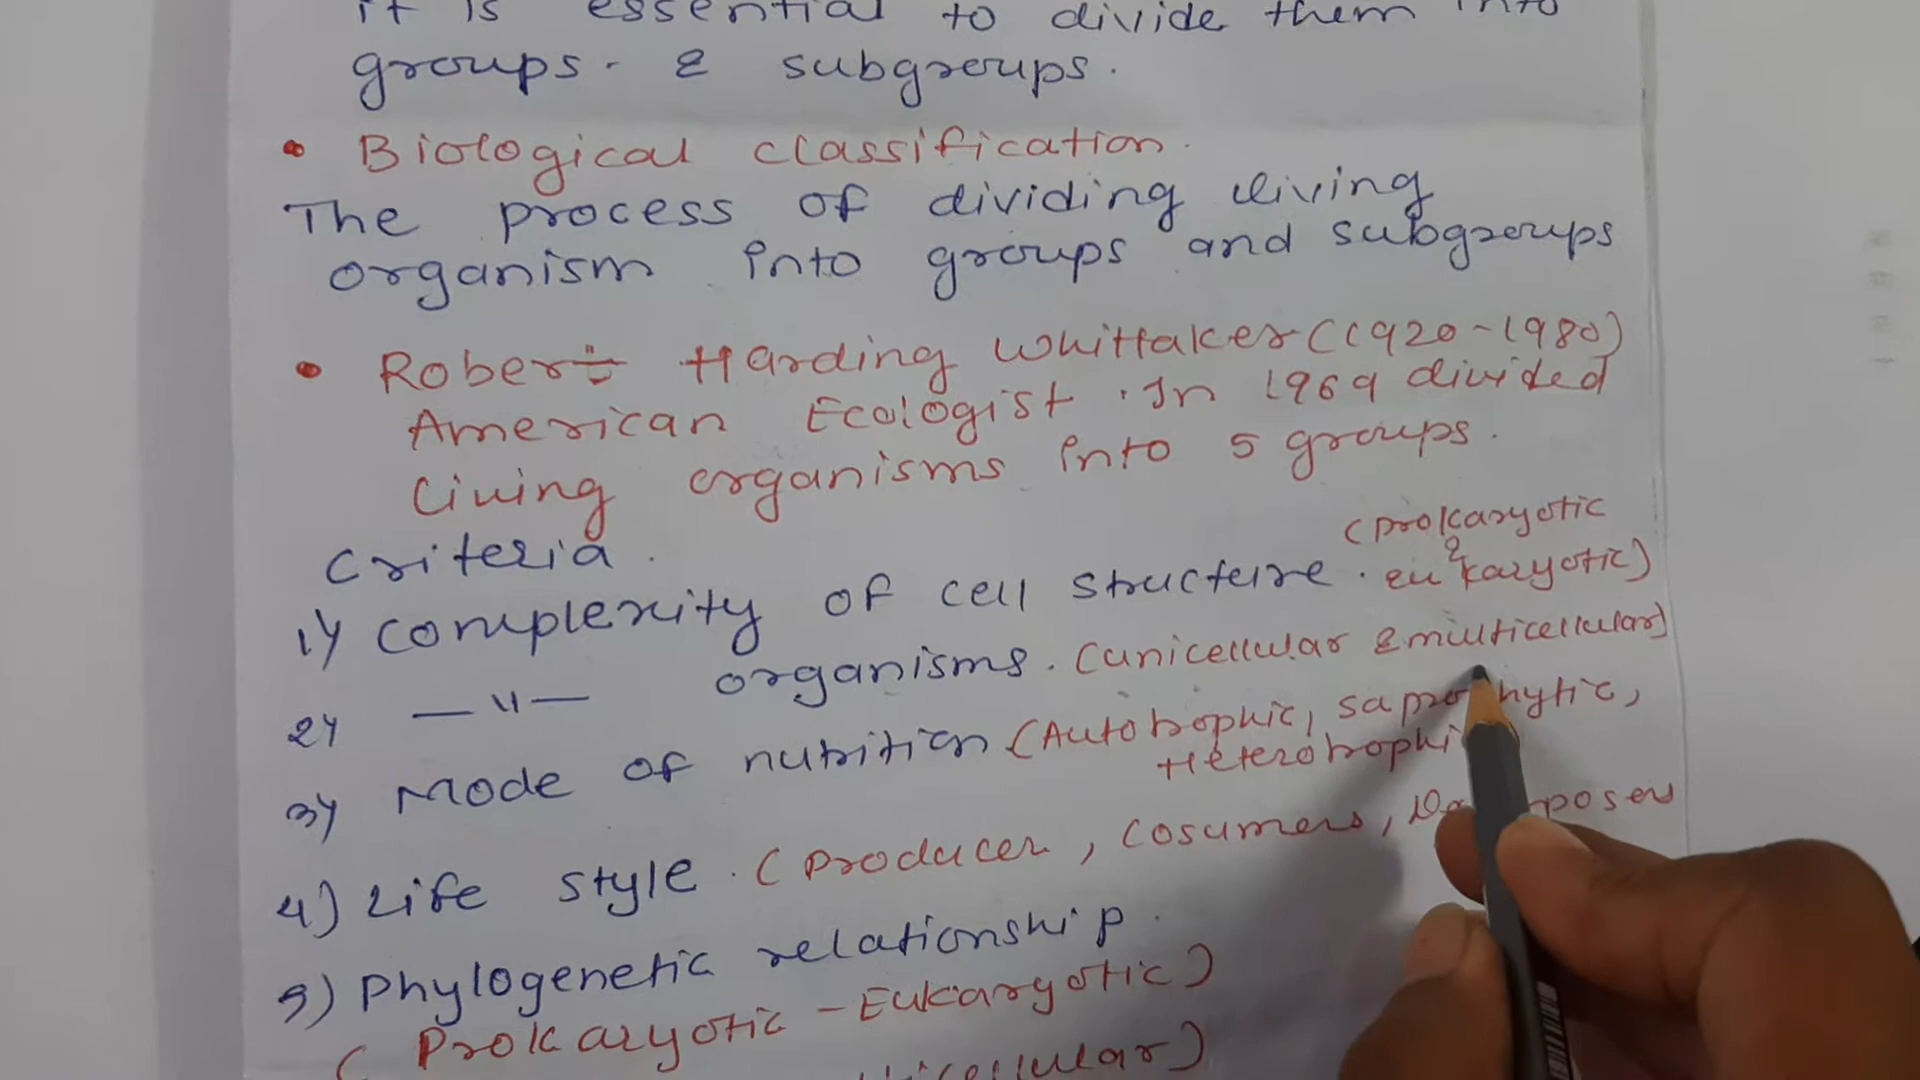 it is essential to divide them into
groups. & subgroups.
• Biological classification.
The process of dividing living
organism into groups and subgroups
• Robert Harding Whittaker (1920-1980)
American Ecologist. In 1969 divided
Living organisms into 5 groups.
Criteria.
1) Complexity of cell structure. (prokaryotic & eukaryotic)
2) —"— organisms. (unicellular & multicellular)
3) Mode of nutrition (Autotrophic, saprophytic,
Heterotrophi
4) Life style. (producer, cosumers,
5) Phylogenetic relationship.
( Prokaryotic - Eukaryotic)